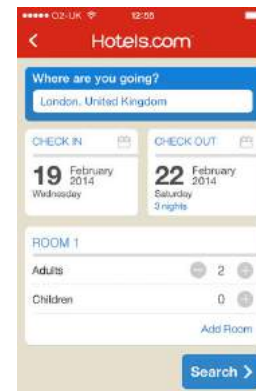 O2-UK 12:55
Hotels.com
Where are you going?
London, United Kingdom
CHECK IN CHECK OUT
19 February 2014 22 February 2014
Wednesday Saturday
3 nights
ROOM 1
Adults 2
Children 0
Add Room
Search